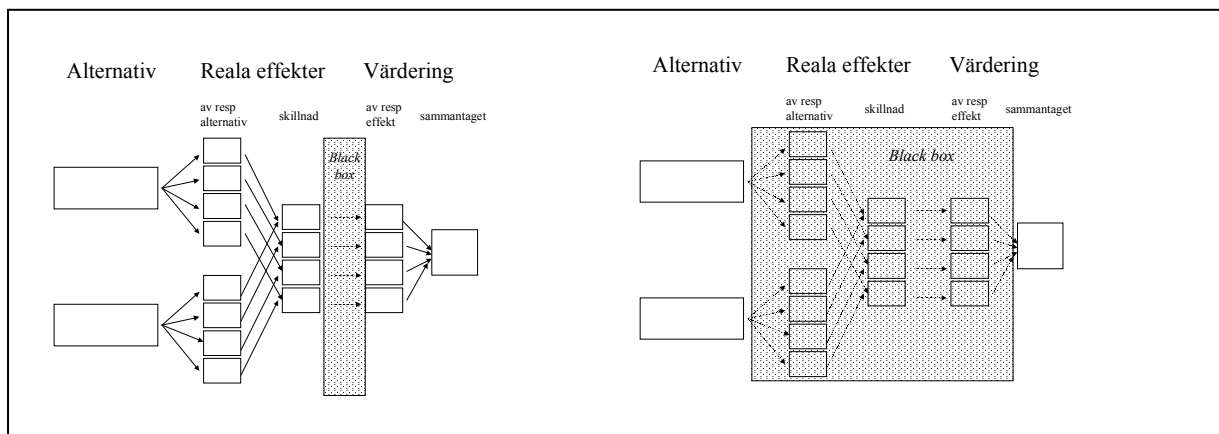 Alternativ
Reala effekter
Värdering
av resp
alternativ
skillnad
av resp
effekt
sammantaget
Black
box
Alternativ
Reala effekter
Värdering
av resp
alternativ
skillnad
av resp
effekt
sammantaget
Black box